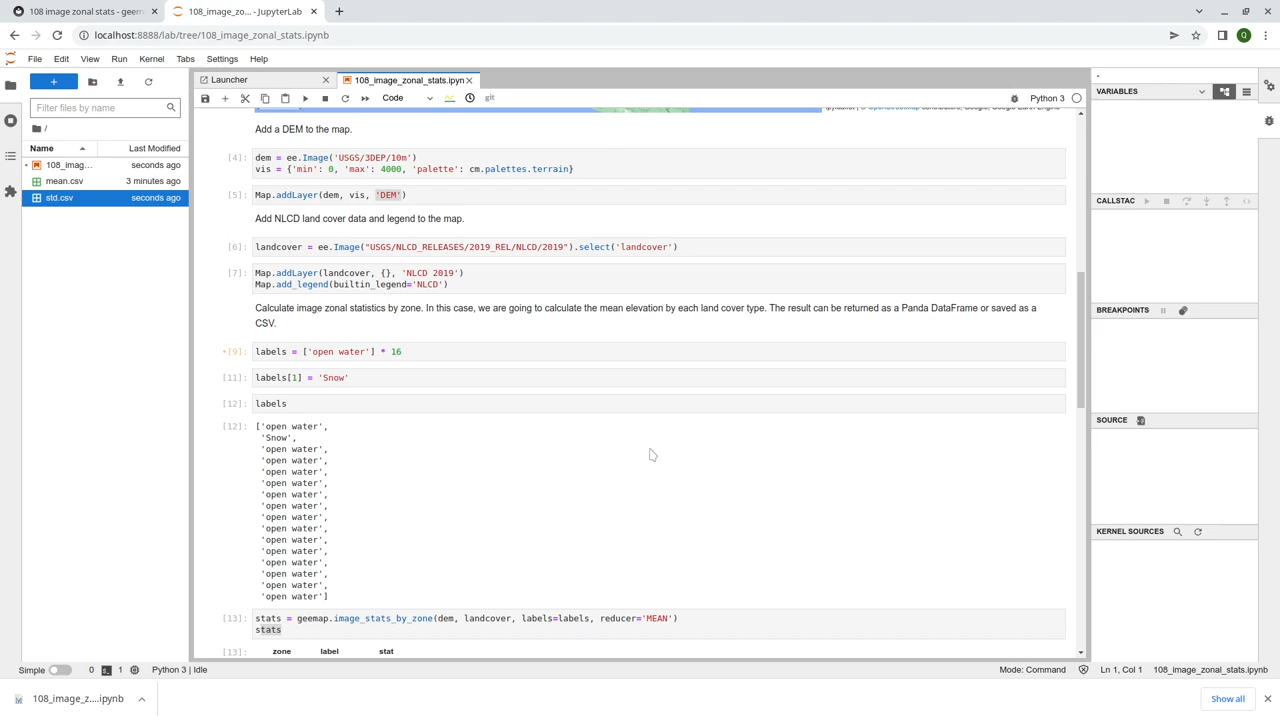 108 image zonal stats - geem
108_image_zo... - JupyterLab
localhost:8888/lab/tree/108_image_zonal_stats.ipynb
Q
File Edit View Run Kernel Tabs Settings Help
Launcher
108_image_zonal_stats.ipyn
Code
git
Python 3
Filter files by name
/
Name Last Modified
108_imag... seconds ago
mean.csv 3 minutes ago
std.csv seconds ago
Add a DEM to the map.
[4]: dem = ee.Image('USGS/3DEP/10m')
vis = {'min': 0, 'max': 4000, 'palette': cm.palettes.terrain}
[5]: Map.addLayer(dem, vis, 'DEM')
Add NLCD land cover data and legend to the map.
[6]: landcover = ee.Image("USGS/NLCD_RELEASES/2019_REL/NLCD/2019").select('landcover')
[7]: Map.addLayer(landcover, {}, 'NLCD 2019')
Map.add_legend(builtin_legend='NLCD')
Calculate image zonal statistics by zone. In this case, we are going to calculate the mean elevation by each land cover type. The result can be returned as a Panda DataFrame or saved as a
CSV.
[9]: labels = ['open water'] * 16
[11]: labels[1] = 'Snow'
[12]: labels
[12]: ['open water',
'Snow',
'open water',
'open water',
'open water',
'open water',
'open water',
'open water',
'open water',
'open water',
'open water',
'open water',
'open water',
'open water',
'open water',
'open water']
[13]: stats = geemap.image_stats_by_zone(dem, landcover, labels=labels, reducer='MEAN')
stats
[13]: zone label stat
VARIABLES
CALLSTAC
BREAKPOINTS
SOURCE
KERNEL SOURCES
Simple 0 1 Python 3 | Idle
Mode: Command Ln 1, Col 1 108_image_zonal_stats.ipynb
108_image_z....ipynb
Show all